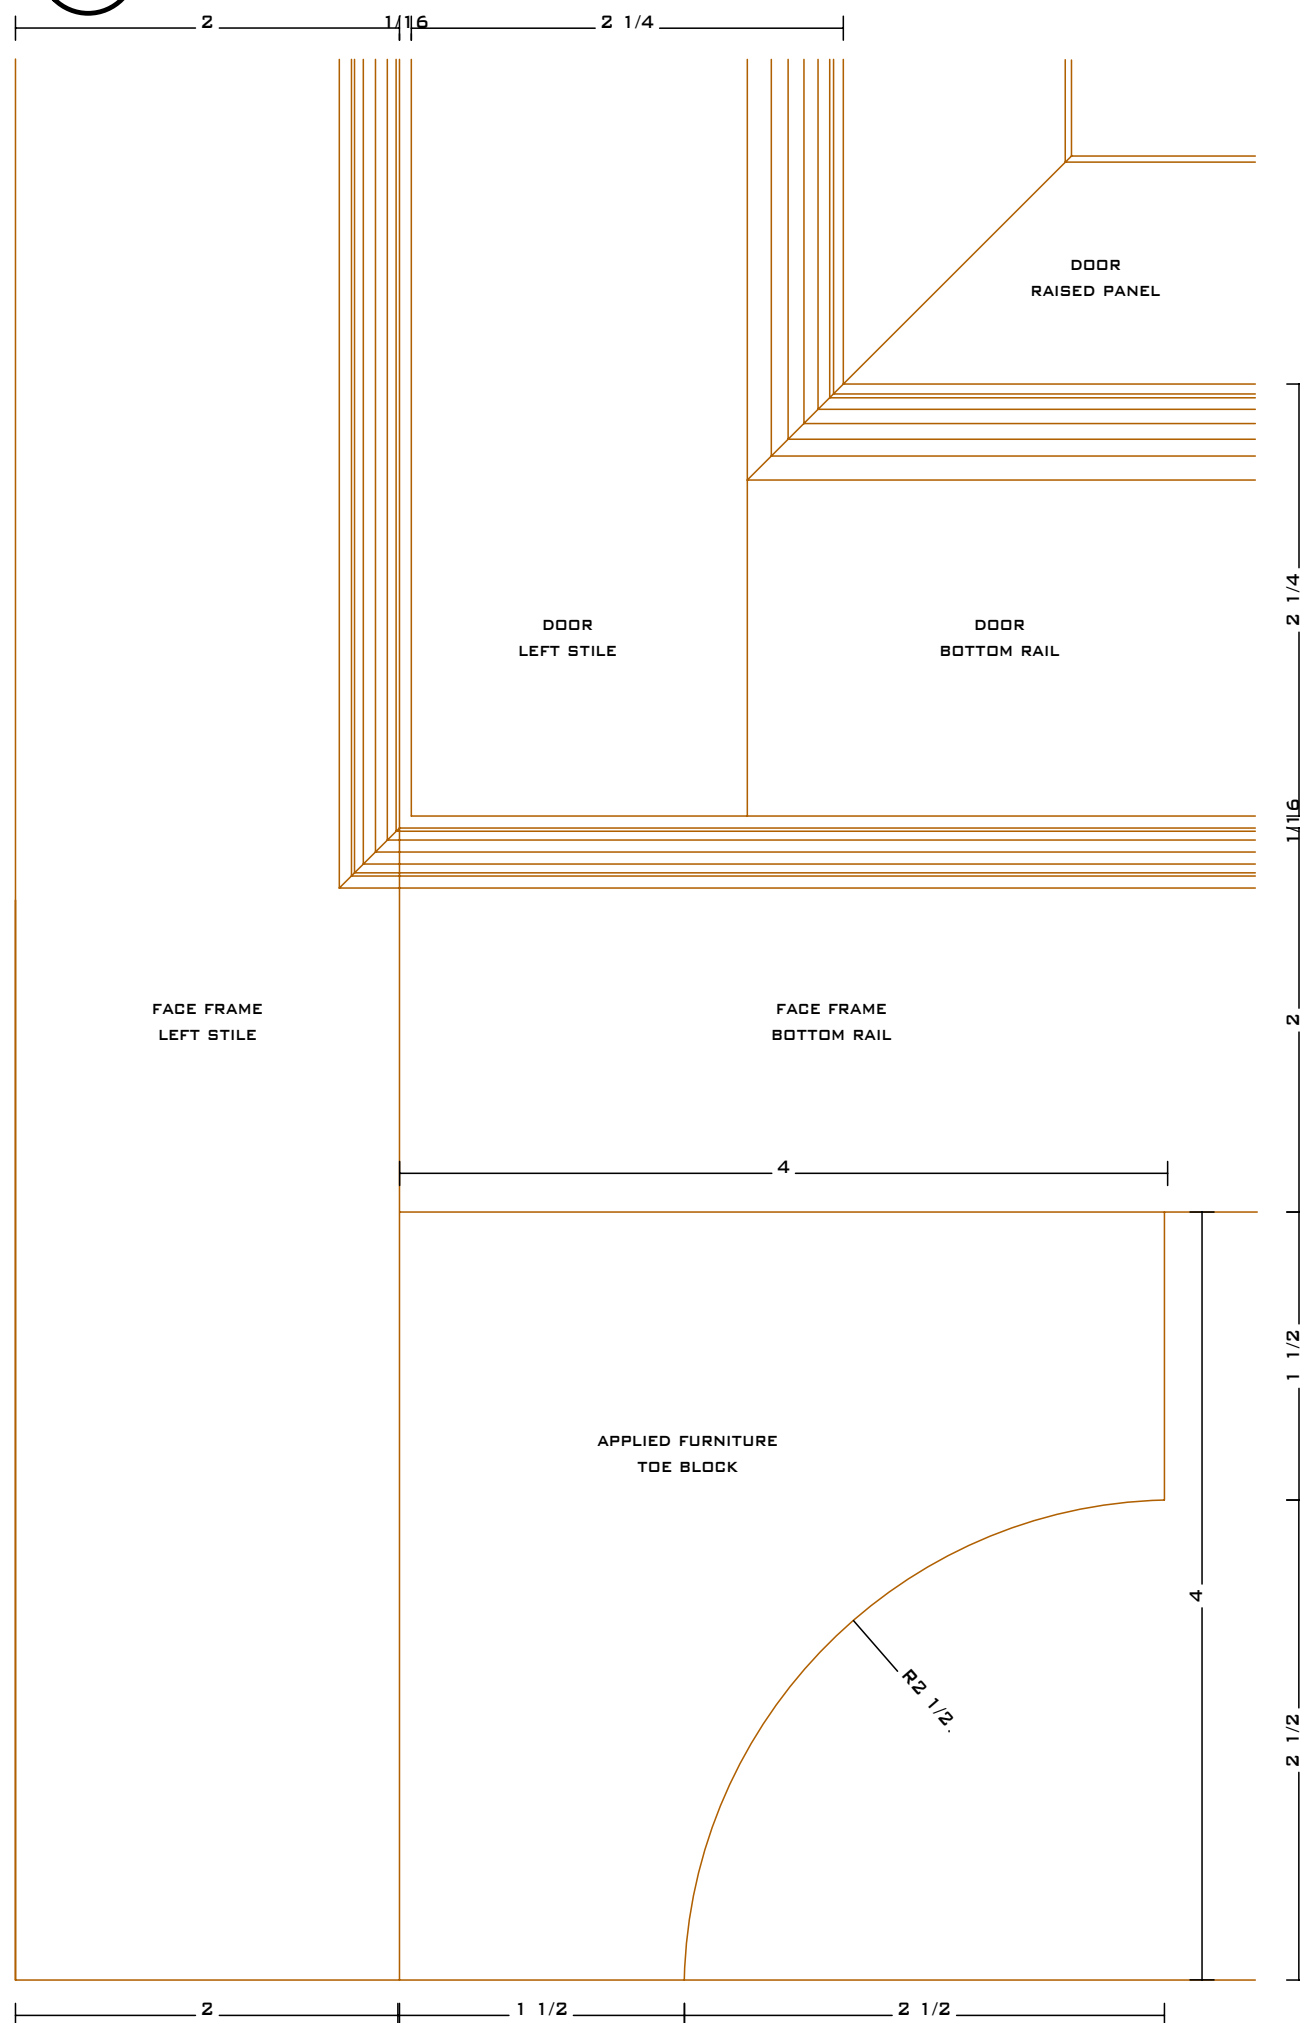 2 1/16 2 1/4
DOOR
RAISED PANEL
2 1/4
DOOR
LEFT STILE
DOOR
BOTTOM RAIL
1/16
FACE FRAME
LEFT STILE
FACE FRAME
BOTTOM RAIL
2
4
1 1/2
APPLIED FURNITURE
TOE BLOCK
4
R2 1/2
2 1/2
2 1 1/2 2 1/2